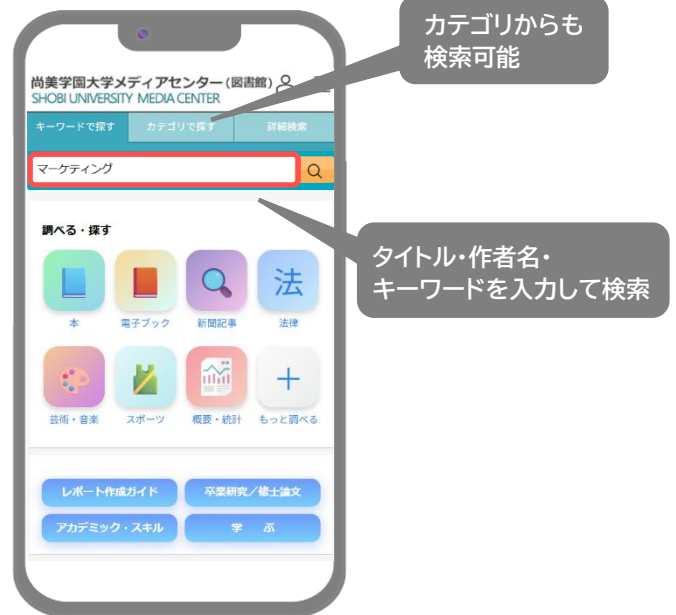 カテゴリからも
検索可能
尚美学園大学メディアセンター(図書館)
SHOBI UNIVERSITY MEDIA CENTER
キーワードで探す カテゴリで探す 詳細検索
マーケティング
タイトル・作者名・
キーワードを入力して検索
調べる・探す
法
本 電子ブック 新聞記事 法律
芸術・音楽 スポーツ 概要・統計 もっと調べる
レポート作成ガイド 卒業研究／修士論文
アカデミック・スキル 学 ぶ